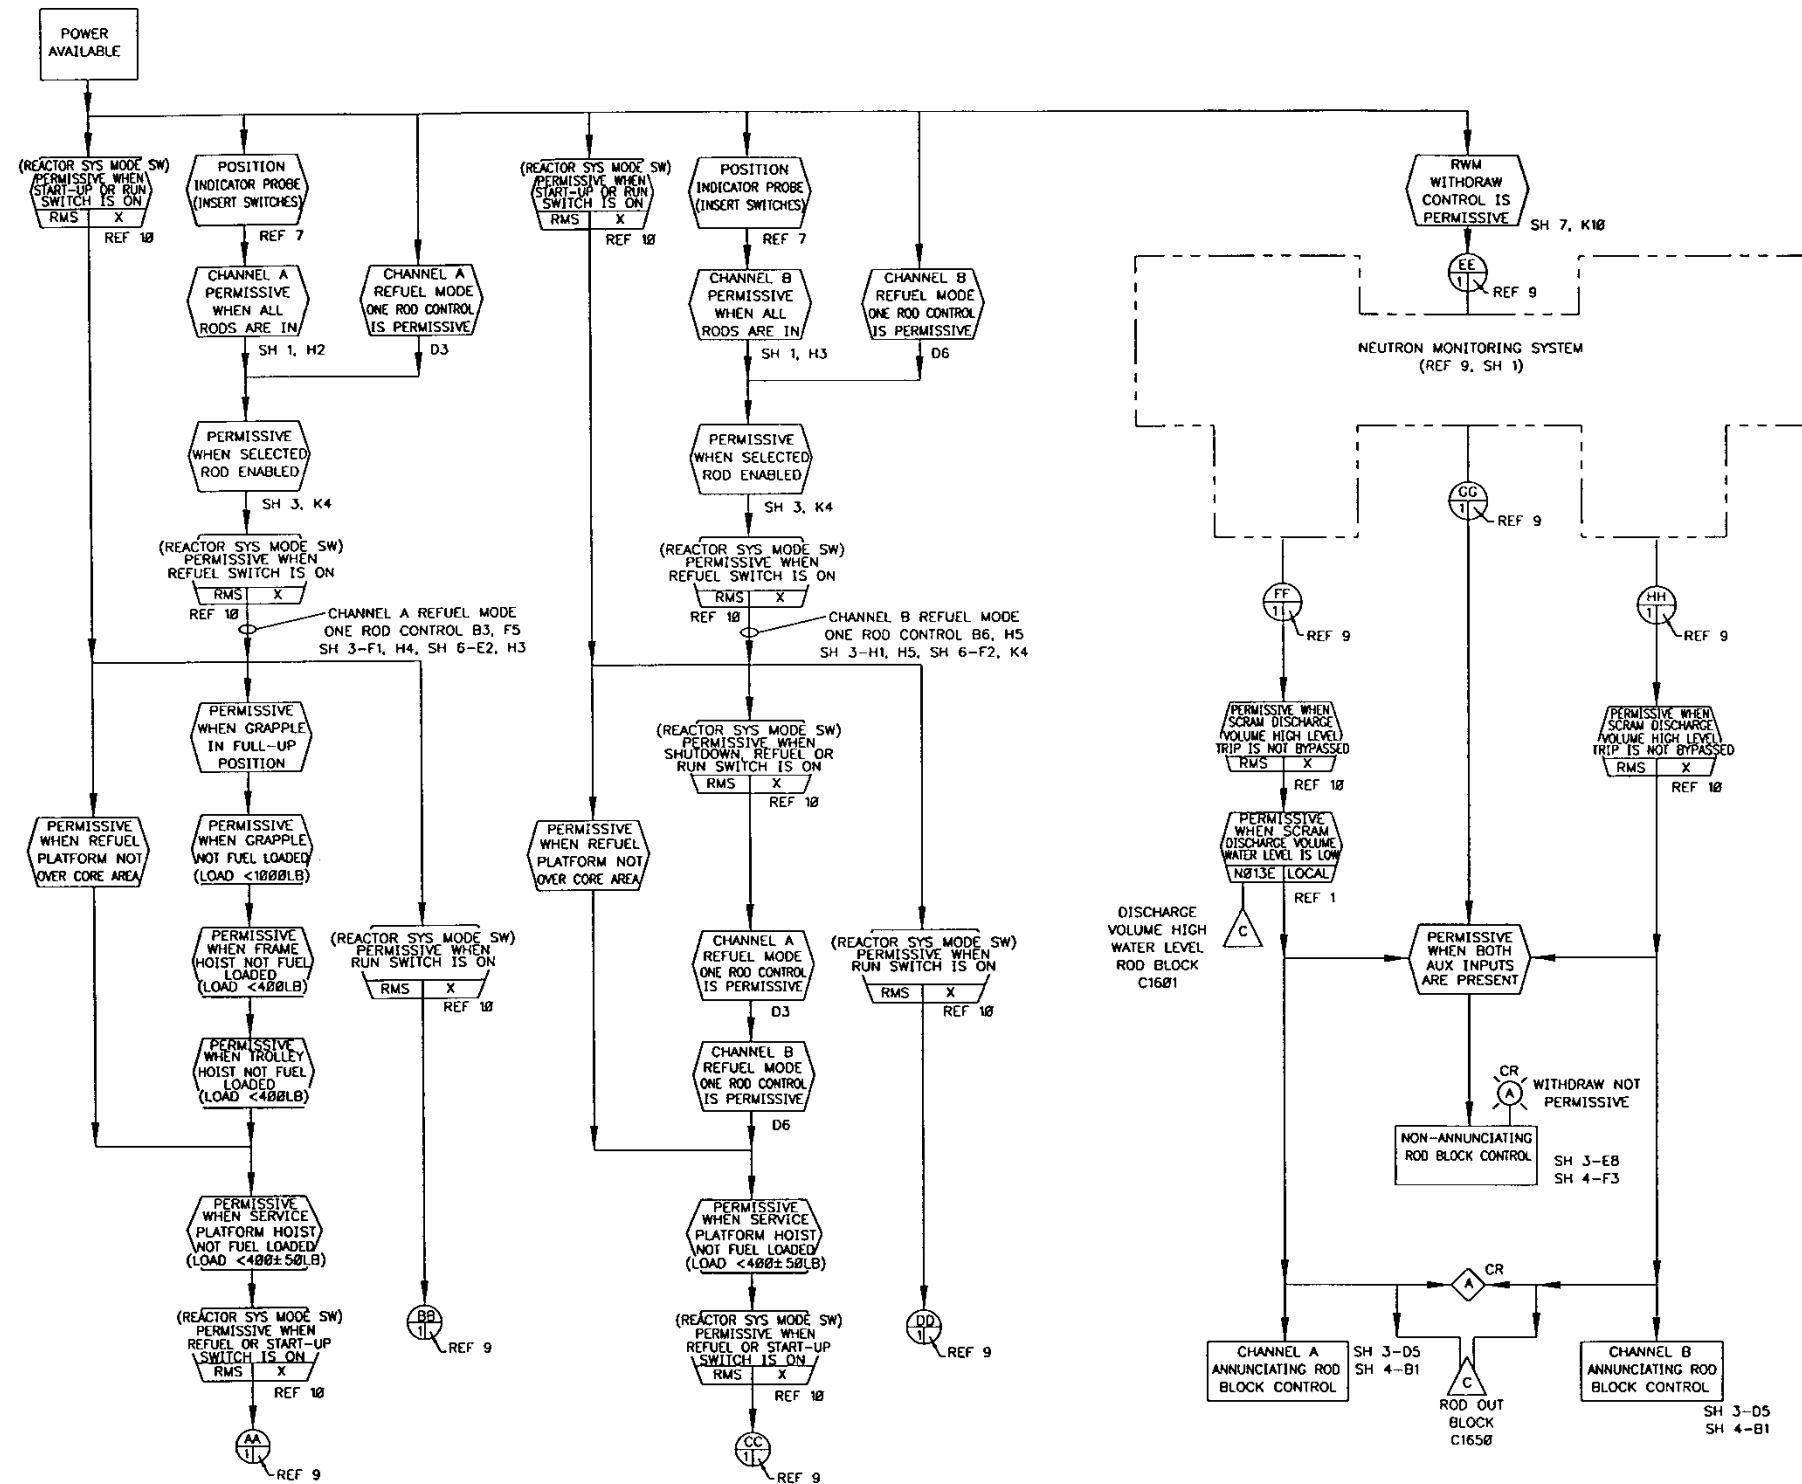 POWER
AVAILABLE
(REACTOR SYS MODE SW)
PERMISSIVE WHEN
START-UP OR RUN
SWITCH IS ON
RMS X
REF 10
POSITION
INDICATOR PROBE
(INSERT SWITCHES)
REF 7
CHANNEL A
PERMISSIVE
WHEN ALL
RODS ARE IN
SH 1, H2
CHANNEL A
REFUEL MODE
ONE ROD CONTROL
IS PERMISSIVE
D3
PERMISSIVE
WHEN SELECTED
ROD ENABLED
SH 3, K4
(REACTOR SYS MODE SW)
PERMISSIVE WHEN
REFUEL SWITCH IS ON
RMS X
REF 10
CHANNEL A REFUEL MODE
ONE ROD CONTROL B3, F5
SH 3-F1, H4, SH 6-E2, H3
PERMISSIVE
WHEN GRAPPLE
IN FULL-UP
POSITION
PERMISSIVE
WHEN REFUEL
PLATFORM NOT
OVER CORE AREA
PERMISSIVE
WHEN GRAPPLE
NOT FUEL LOADED
(LOAD <1000LB)
PERMISSIVE
WHEN FRAME
HOIST NOT FUEL
LOADED
(LOAD <400LB)
(REACTOR SYS MODE SW)
PERMISSIVE WHEN
RUN SWITCH IS ON
RMS X
REF 10
PERMISSIVE
WHEN TROLLEY
HOIST NOT FUEL
LOADED
(LOAD <400LB)
PERMISSIVE
WHEN SERVICE
PLATFORM HOIST
NOT FUEL LOADED
(LOAD <400±50LB)
(REACTOR SYS MODE SW)
PERMISSIVE WHEN
REFUEL OR START-UP
SWITCH IS ON
RMS X
REF 10
AA
1
REF 9
BB
1
REF 9
(REACTOR SYS MODE SW)
PERMISSIVE WHEN
START-UP OR RUN
SWITCH IS ON
RMS X
REF 10
POSITION
INDICATOR PROBE
(INSERT SWITCHES)
REF 7
CHANNEL B
PERMISSIVE
WHEN ALL
RODS ARE IN
SH 1, H3
CHANNEL B
REFUEL MODE
ONE ROD CONTROL
IS PERMISSIVE
D6
PERMISSIVE
WHEN SELECTED
ROD ENABLED
SH 3, K4
(REACTOR SYS MODE SW)
PERMISSIVE WHEN
REFUEL SWITCH IS ON
RMS X
REF 10
CHANNEL B REFUEL MODE
ONE ROD CONTROL B6, H5
SH 3-H1, H5, SH 6-F2, K4
(REACTOR SYS MODE SW)
PERMISSIVE WHEN
SHUTDOWN, REFUEL OR
RUN SWITCH IS ON
RMS X
REF 10
PERMISSIVE
WHEN REFUEL
PLATFORM NOT
OVER CORE AREA
CHANNEL A
REFUEL MODE
ONE ROD CONTROL
IS PERMISSIVE
D3
(REACTOR SYS MODE SW)
PERMISSIVE WHEN
RUN SWITCH IS ON
RMS X
REF 10
CHANNEL B
REFUEL MODE
ONE ROD CONTROL
IS PERMISSIVE
D6
PERMISSIVE
WHEN SERVICE
PLATFORM HOIST
NOT FUEL LOADED
(LOAD <400±50LB)
(REACTOR SYS MODE SW)
PERMISSIVE WHEN
REFUEL OR START-UP
SWITCH IS ON
RMS X
REF 10
CC
1
REF 9
DD
1
REF 9
RWM
WITHDRAW
CONTROL IS
PERMISSIVE
SH 7, K10
EE
1
REF 9
NEUTRON MONITORING SYSTEM
(REF 9, SH 1)
GG
1
REF 9
FF
1
REF 9
HH
1
REF 9
PERMISSIVE WHEN
SCRAM DISCHARGE
VOLUME HIGH LEVEL
TRIP IS NOT BYPASSED
RMS X
REF 10
PERMISSIVE WHEN
SCRAM DISCHARGE
VOLUME HIGH LEVEL
TRIP IS NOT BYPASSED
RMS X
REF 10
PERMISSIVE
WHEN SCRAM
DISCHARGE VOLUME
WATER LEVEL IS LOW
N013E LOCAL
REF 1
C
DISCHARGE
VOLUME HIGH
WATER LEVEL
ROD BLOCK
C1601
PERMISSIVE
WHEN BOTH
AUX INPUTS
ARE PRESENT
CR
A
WITHDRAW NOT
PERMISSIVE
NON-ANNUNCIATING
ROD BLOCK CONTROL
SH 3-E8
SH 4-F3
A
CR
CHANNEL A
ANNUNCIATING ROD
BLOCK CONTROL
SH 3-D5
SH 4-B1
C
ROD OUT
BLOCK
C1650
CHANNEL B
ANNUNCIATING ROD
BLOCK CONTROL
SH 3-D5
SH 4-B1